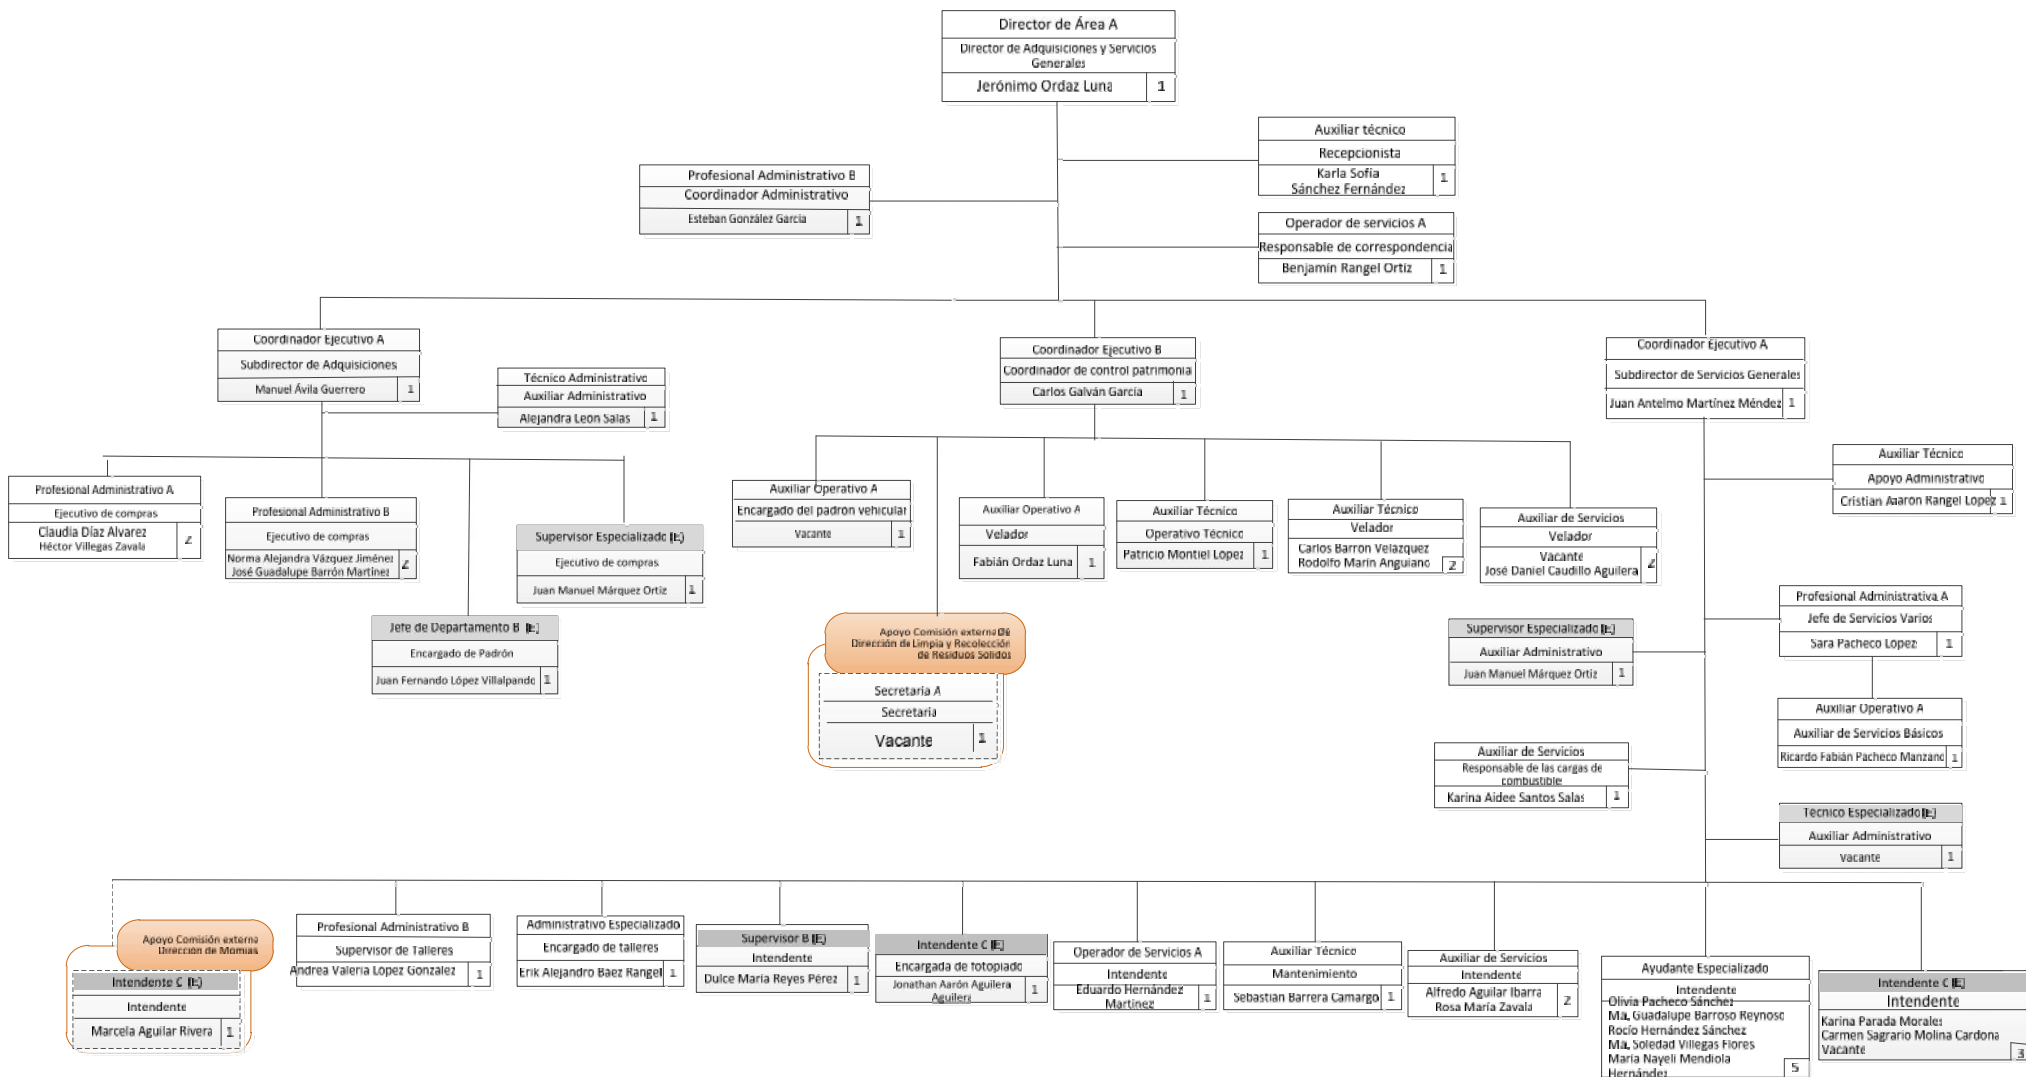 Director de Área A
Director de Adquisiciones y Servicios
Generales
Jerónimo Ordaz Luna
1
Auxiliar técnico
Recepcionista
Karla Sofía
Sánchez Fernández
1
Profesional Administrativo B
Coordinador Administrativo
Esteban González García
1
Operador de servicios A
Responsable de correspondencia
Benjamín Rangel Ortiz
1
Coordinador Ejecutivo A
Subdirector de Adquisiciones
Manuel Ávila Guerrero
1
Técnico Administrativo
Auxiliar Administrativo
Alejandra León Salas
1
Coordinador Ejecutivo B
Coordinador de control patrimonia
Carlos Galván García
1
Coordinador Ejecutivo A
Subdirector de Servicios Generales
Juan Antelmo Martínez Méndez
1
Profesional Administrativo A
Ejecutivo de compras
Claudia Díaz Alvarez
Héctor Villegas Zavala
2
Profesional Administrativo B
Ejecutivo de compras
Norma Alejandra Vázquez Jiménez
José Guadalupe Barrón Martínez
2
Supervisor Especializado (E)
Ejecutivo de compras
Juan Manuel Márquez Ortiz
1
Jefe de Departamento B (E)
Encargado de Padrón
Juan Fernando López Villalpando
1
Auxiliar Operativo A
Encargado del padrón vehicular
Vacante
1
Auxiliar Operativo A
Velador
Fabián Ordaz Luna
1
Auxiliar Técnico
Operativo Técnico
Patricio Montiel López
1
Auxiliar Técnico
Velador
Carlos Barrón Velázquez
Rodolfo Marín Anguiano
2
Auxiliar de Servicios
Velador
Vacante
José Daniel Caudillo Aguilera
2
Apoyo Comisión externa De
Dirección de Limpia y Recolección
de Residuos Sólidos
Secretaria A
Secretaria
Vacante
1
Auxiliar Técnico
Apoyo Administrativo
Cristian Aaron Rangel López
1
Profesional Administrativa A
Jefe de Servicios Varios
Sara Pacheco López
1
Supervisor Especializado (E)
Auxiliar Administrativo
Juan Manuel Márquez Ortiz
1
Auxiliar Operativo A
Auxiliar de Servicios Básicos
Ricardo Fabián Pacheco Manzano
1
Auxiliar de Servicios
Responsable de las cargas de
combustible
Karina Aidee Santos Salas
1
Técnico Especializado (E)
Auxiliar Administrativo
Vacante
1
Apoyo Comisión externa
Dirección de Momias
Intendente C (E)
Intendente
Marcela Aguilar Rivera
1
Profesional Administrativo B
Supervisor de Talleres
Andrea Valeria López González
1
Administrativo Especializado
Encargado de talleres
Erik Alejandro Báez Rangel
1
Supervisor B (E)
Intendente
Dulce María Reyes Pérez
1
Intendente C (E)
Encargada de fotopiado
Jonathan Aarón Aguilera
Aguilera
1
Operador de Servicios A
Intendente
Eduardo Hernández
Martínez
1
Auxiliar Técnico
Mantenimiento
Sebastián Barrera Camargo
1
Auxiliar de Servicios
Intendente
Alfredo Aguilar Ibarra
Rosa María Zavala
2
Ayudante Especializado
Intendente
Olivia Pacheco Sánchez
Ma. Guadalupe Barroso Reynoso
Rocío Hernández Sánchez
Ma. Soledad Villegas Flores
María Nayeli Mendiola
Hernández
5
Intendente C (E)
Intendente
Karina Parada Morales
Carmen Sagrario Molina Cardona
Vacante
3